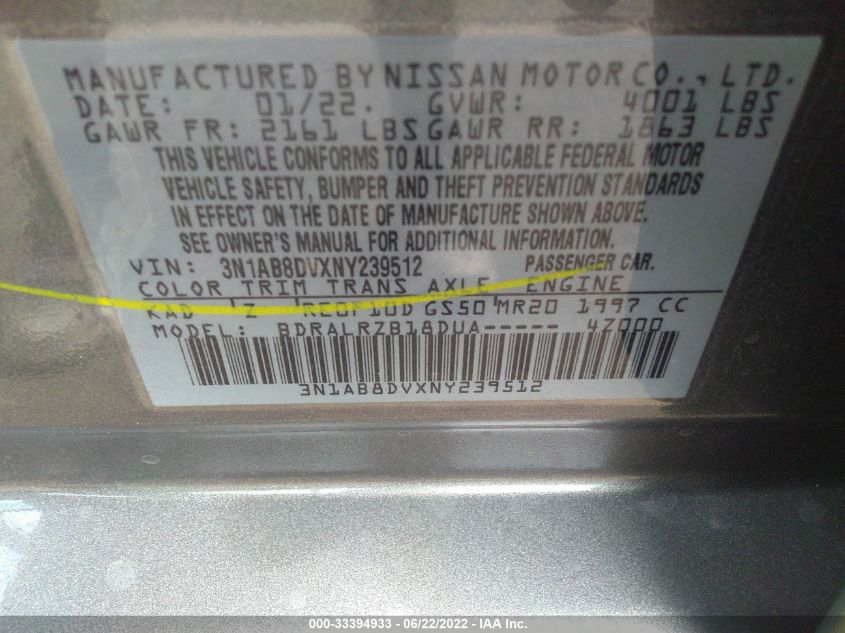 MANUFACTURED BY NISSAN MOTOR CO., LTD.
DATE: 01/22. GVWR: 4001 LBS
GAWR FR: 2161 LBS GAWR RR: 1863 LBS
THIS VEHICLE CONFORMS TO ALL APPLICABLE FEDERAL MOTOR
VEHICLE SAFETY, BUMPER AND THEFT PREVENTION STANDARDS
IN EFFECT ON THE DATE OF MANUFACTURE SHOWN ABOVE.
SEE OWNER'S MANUAL FOR ADDITIONAL INFORMATION.
VIN: 3N1AB8DVXNY239512 PASSENGER CAR.
COLOR TRIM TRANS AXLE ENGINE
KAD Z RE0F10D GS50 MR20 1997 CC
MODEL: BDRALRZB18DUA----- 4Z000
3N1AB8DVXNY239512
000-33394933 - 06/22/2022 - IAA Inc.